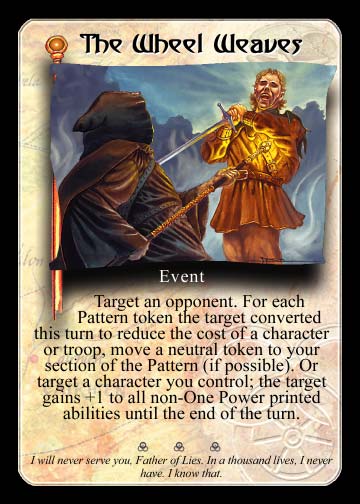 The Wheel Weaves
Event
Target an opponent. For each
Pattern token the target converted
this turn to reduce the cost of a character
or troop, move a neutral token to your
section of the Pattern (if possible). Or
target a character you control; the target
gains +1 to all non-One Power printed
abilities until the end of the turn.
I will never serve you, Father of Lies. In a thousand lives, I never
have. I know that.